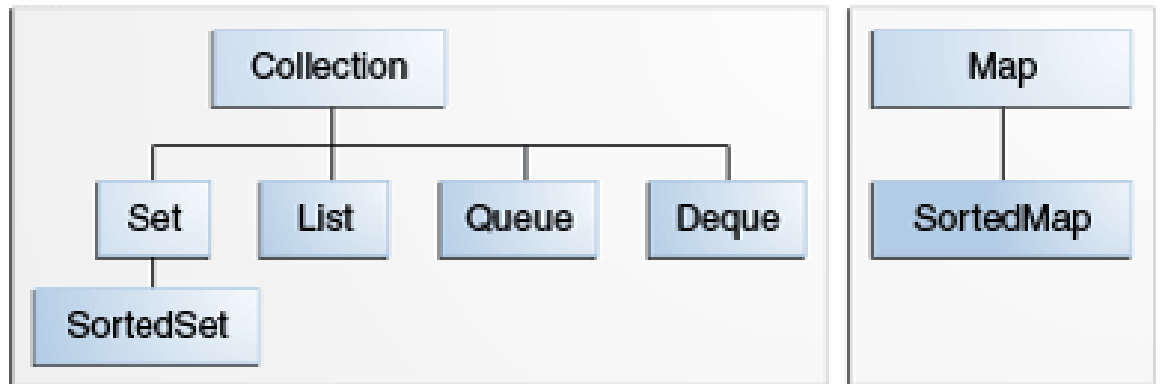 Collection
Map
Set
List
Queue
Deque
SortedMap
SortedSet